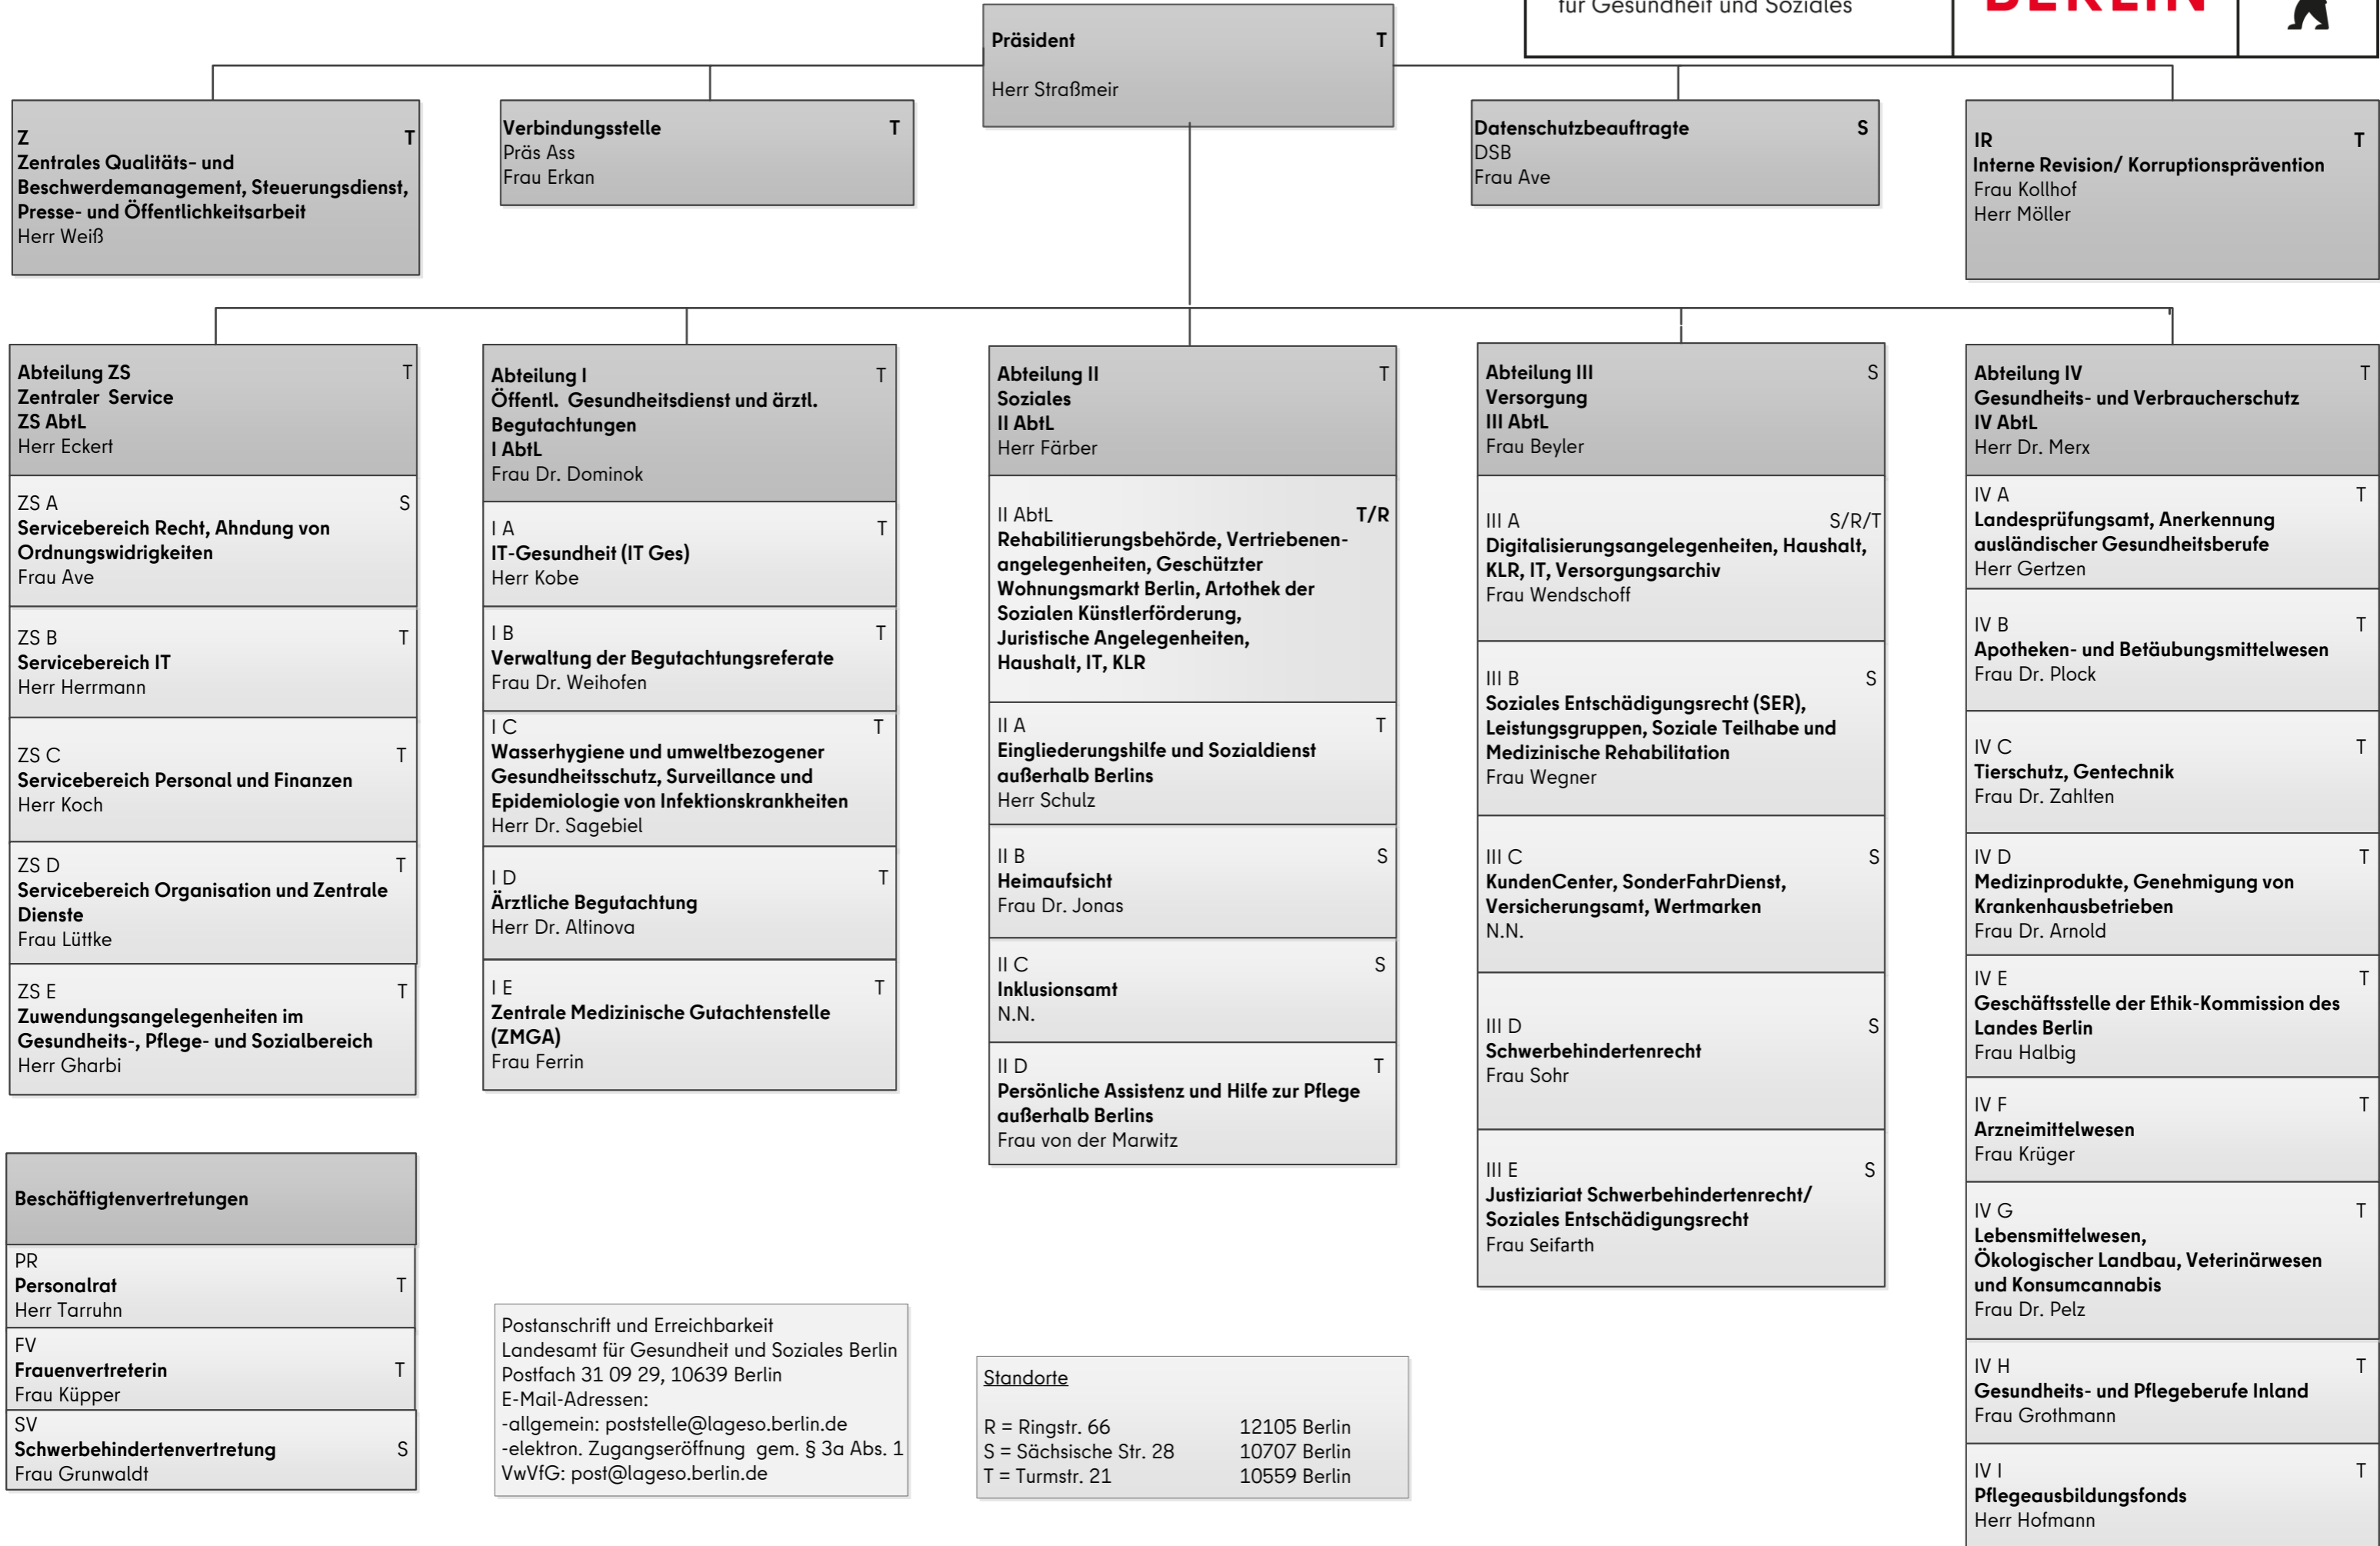 für Gesundheit und Soziales
BERLIN
Präsident T
Herr Straßmeir
Z T
Zentrales Qualitäts- und
Beschwerdemanagement, Steuerungsdienst,
Presse- und Öffentlichkeitsarbeit
Herr Weiß
Verbindungsstelle T
Präs Ass
Frau Erkan
Datenschutzbeauftragte S
DSB
Frau Ave
IR T
Interne Revision/ Korruptionsprävention
Frau Kollhof
Herr Möller
Abteilung ZS T
Zentraler Service
ZS AbtL
Herr Eckert
ZS A S
Servicebereich Recht, Ahndung von
Ordnungswidrigkeiten
Frau Ave
ZS B T
Servicebereich IT
Herr Herrmann
ZS C T
Servicebereich Personal und Finanzen
Herr Koch
ZS D T
Servicebereich Organisation und Zentrale
Dienste
Frau Lüttke
ZS E T
Zuwendungsangelegenheiten im
Gesundheits-, Pflege- und Sozialbereich
Herr Gharbi
Abteilung I T
Öffentl. Gesundheitsdienst und ärztl.
Begutachtungen
I AbtL
Frau Dr. Dominok
I A T
IT-Gesundheit (IT Ges)
Herr Kobe
I B T
Verwaltung der Begutachtungsreferate
Frau Dr. Weihofen
I C T
Wasserhygiene und umweltbezogener
Gesundheitsschutz, Surveillance und
Epidemiologie von Infektionskrankheiten
Herr Dr. Sagebiel
I D T
Ärztliche Begutachtung
Herr Dr. Altinova
I E T
Zentrale Medizinische Gutachtenstelle
(ZMGA)
Frau Ferrin
Abteilung II T
Soziales
II AbtL
Herr Färber
II AbtL T/R
Rehabilitierungsbehörde, Vertriebenen-
angelegenheiten, Geschützter
Wohnungsmarkt Berlin, Artothek der
Sozialen Künstlerförderung,
Juristische Angelegenheiten,
Haushalt, IT, KLR
II A T
Eingliederungshilfe und Sozialdienst
außerhalb Berlins
Herr Schulz
II B S
Heimaufsicht
Frau Dr. Jonas
II C S
Inklusionsamt
N.N.
II D T
Persönliche Assistenz und Hilfe zur Pflege
außerhalb Berlins
Frau von der Marwitz
Abteilung III S
Versorgung
III AbtL
Frau Beyler
III A S/R/T
Digitalisierungsangelegenheiten, Haushalt,
KLR, IT, Versorgungsarchiv
Frau Wendschoff
III B S
Soziales Entschädigungsrecht (SER),
Leistungsgruppen, Soziale Teilhabe und
Medizinische Rehabilitation
Frau Wegner
III C S
KundenCenter, SonderFahrDienst,
Versicherungsamt, Wertmarken
N.N.
III D S
Schwerbehindertenrecht
Frau Sohr
III E S
Justiziariat Schwerbehindertenrecht/
Soziales Entschädigungsrecht
Frau Seifarth
Abteilung IV T
Gesundheits- und Verbraucherschutz
IV AbtL
Herr Dr. Merx
IV A T
Landesprüfungsamt, Anerkennung
ausländischer Gesundheitsberufe
Herr Gertzen
IV B T
Apotheken- und Betäubungsmittelwesen
Frau Dr. Plock
IV C T
Tierschutz, Gentechnik
Frau Dr. Zahlten
IV D T
Medizinprodukte, Genehmigung von
Krankenhausbetrieben
Frau Dr. Arnold
IV E T
Geschäftsstelle der Ethik-Kommission des
Landes Berlin
Frau Halbig
IV F T
Arzneimittelwesen
Frau Krüger
IV G T
Lebensmittelwesen,
Ökologischer Landbau, Veterinärwesen
und Konsumcannabis
Frau Dr. Pelz
IV H T
Gesundheits- und Pflegeberufe Inland
Frau Grothmann
IV I T
Pflegeausbildungsfonds
Herr Hofmann
Beschäftigtenvertretungen
PR
Personalrat T
Herr Tarruhn
FV
Frauenvertreterin T
Frau Küpper
SV
Schwerbehindertenvertretung S
Frau Grunwaldt
Postanschrift und Erreichbarkeit
Landesamt für Gesundheit und Soziales Berlin
Postfach 31 09 29, 10639 Berlin
E-Mail-Adressen:
-allgemein: poststelle@lageso.berlin.de
-elektron. Zugangseröffnung gem. § 3a Abs. 1
VwVfG: post@lageso.berlin.de
Standorte
R = Ringstr. 66 12105 Berlin
S = Sächsische Str. 28 10707 Berlin
T = Turmstr. 21 10559 Berlin